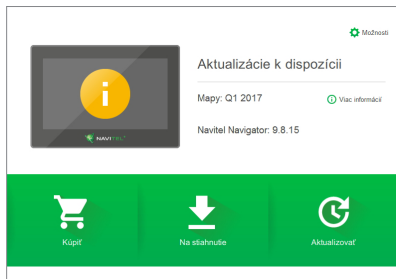 Možnosti
Aktualizácie k dispozícii
Mapy: Q1 2017
Viac informácií
Navitel Navigator: 9.8.15
NAVITEL
Kúpiť
Na stiahnutie
Aktualizovať